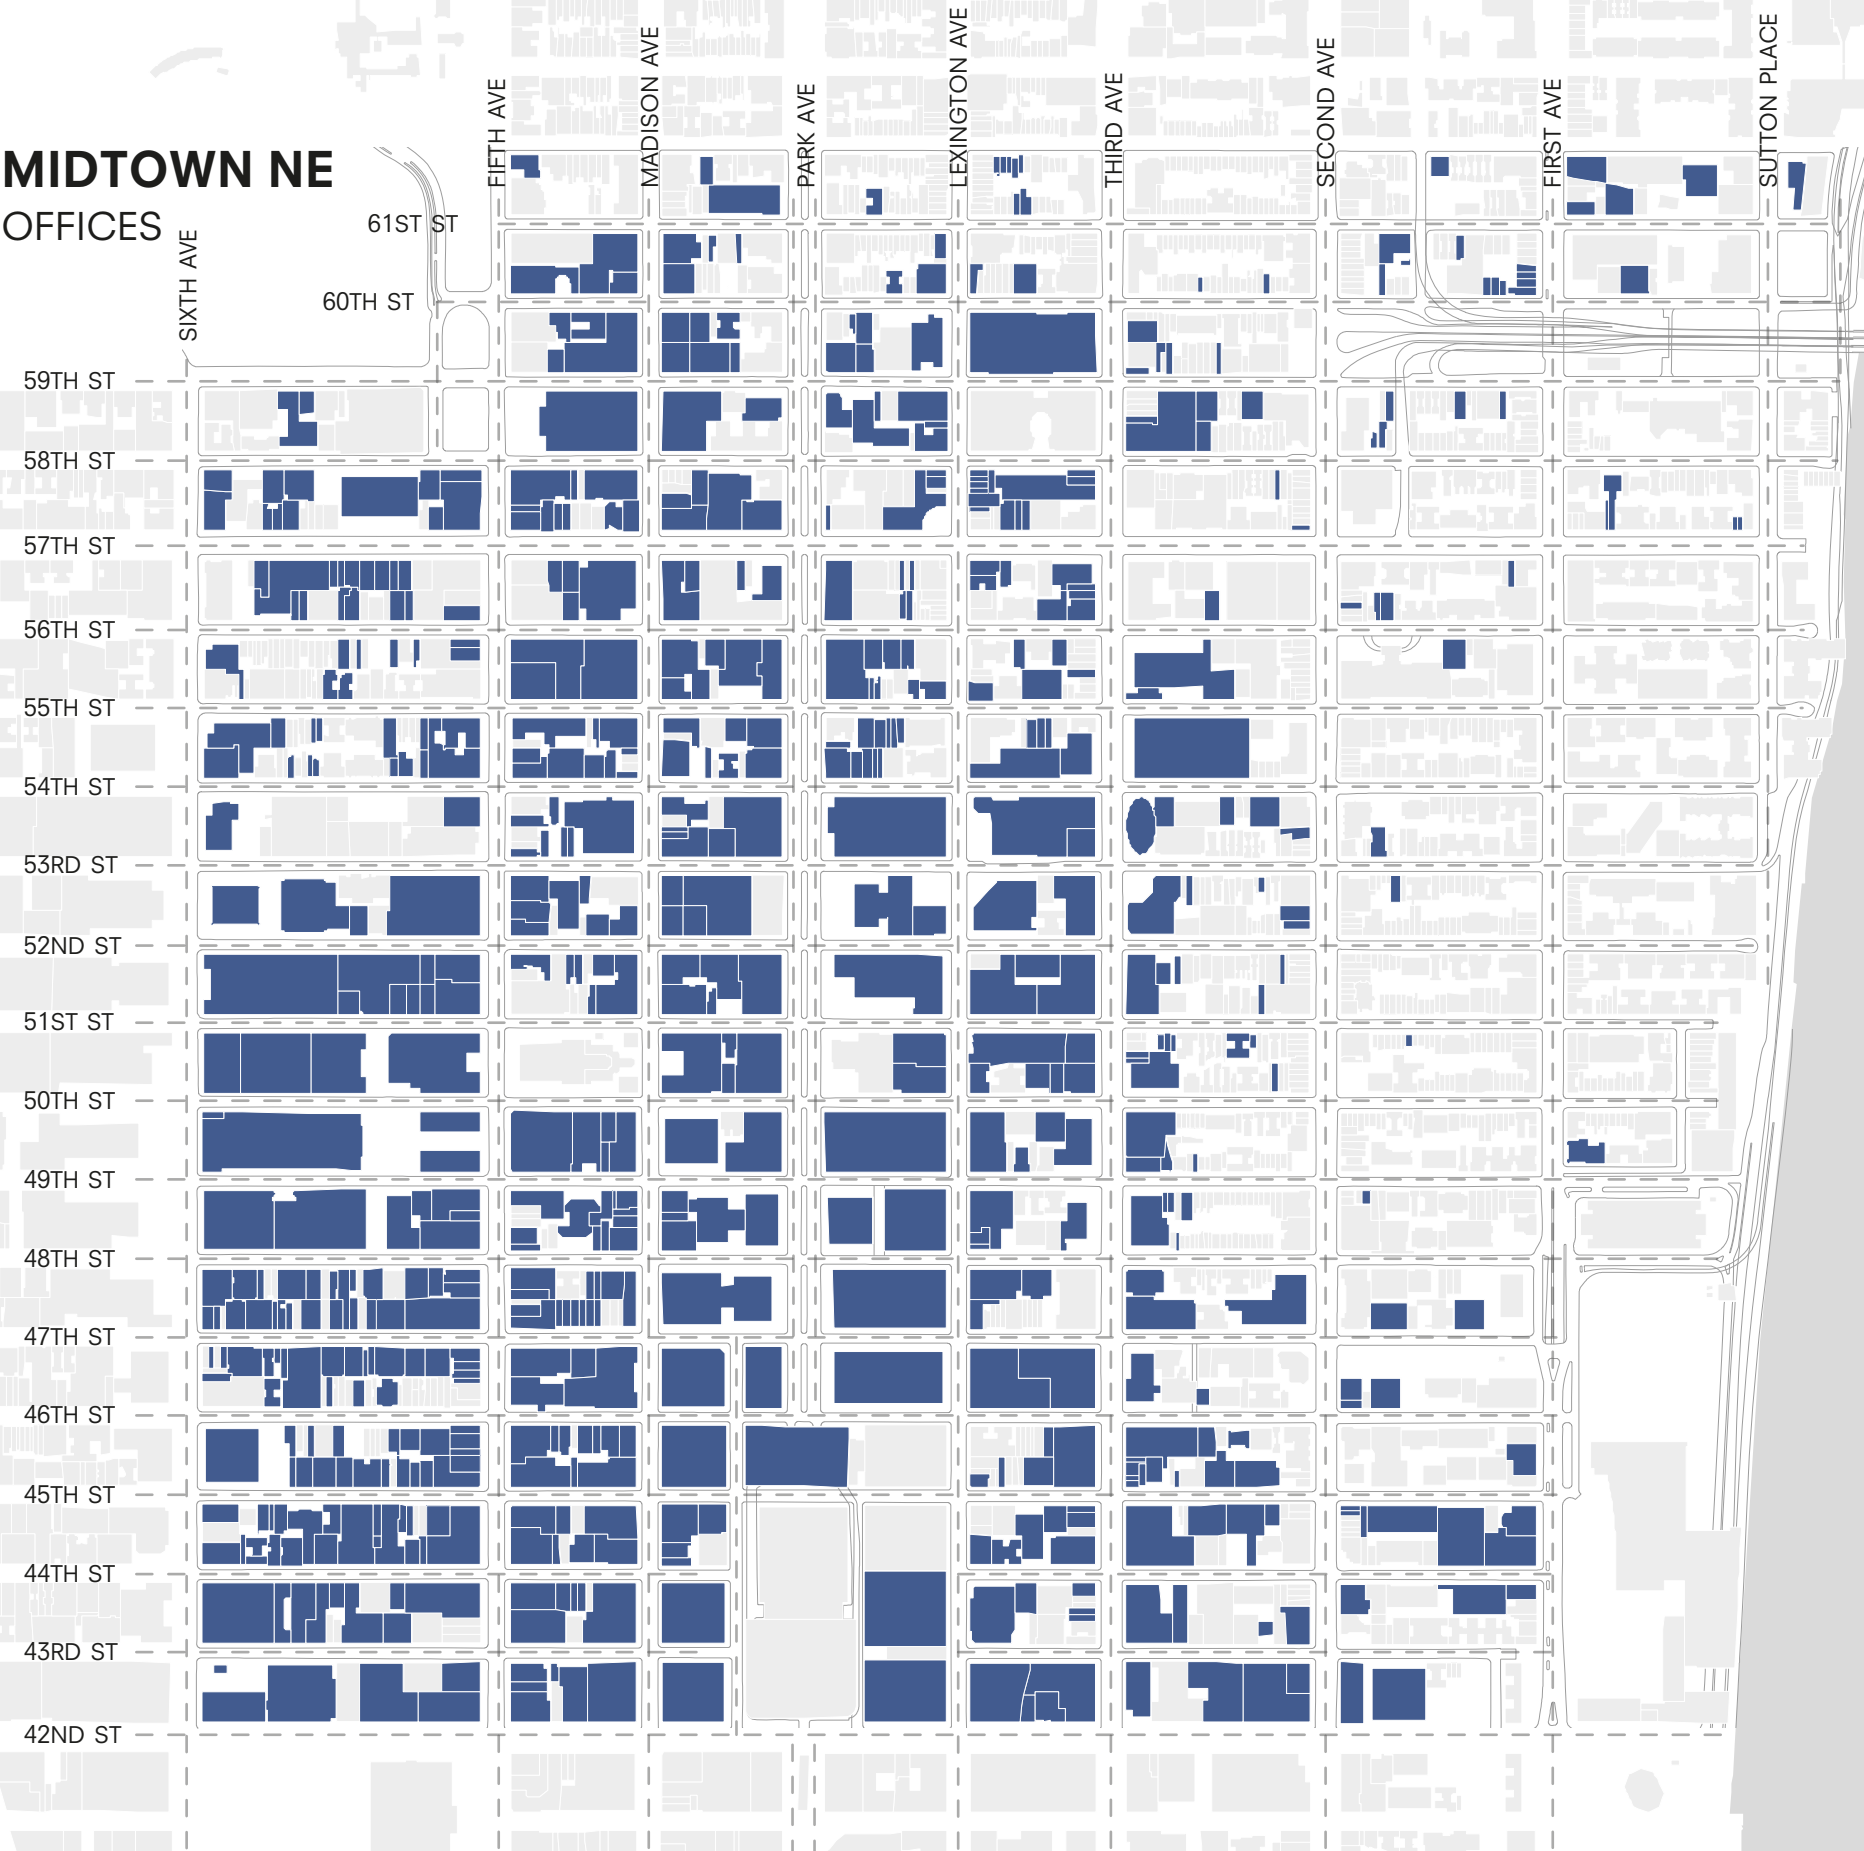 MIDTOWN NE
OFFICES
SIXTH AVE
FIFTH AVE
MADISON AVE
PARK AVE
LEXINGTON AVE
THIRD AVE
SECOND AVE
FIRST AVE
SUTTON PLACE
61ST ST
60TH ST
59TH ST
58TH ST
57TH ST
56TH ST
55TH ST
54TH ST
53RD ST
52ND ST
51ST ST
50TH ST
49TH ST
48TH ST
47TH ST
46TH ST
45TH ST
44TH ST
43RD ST
42ND ST